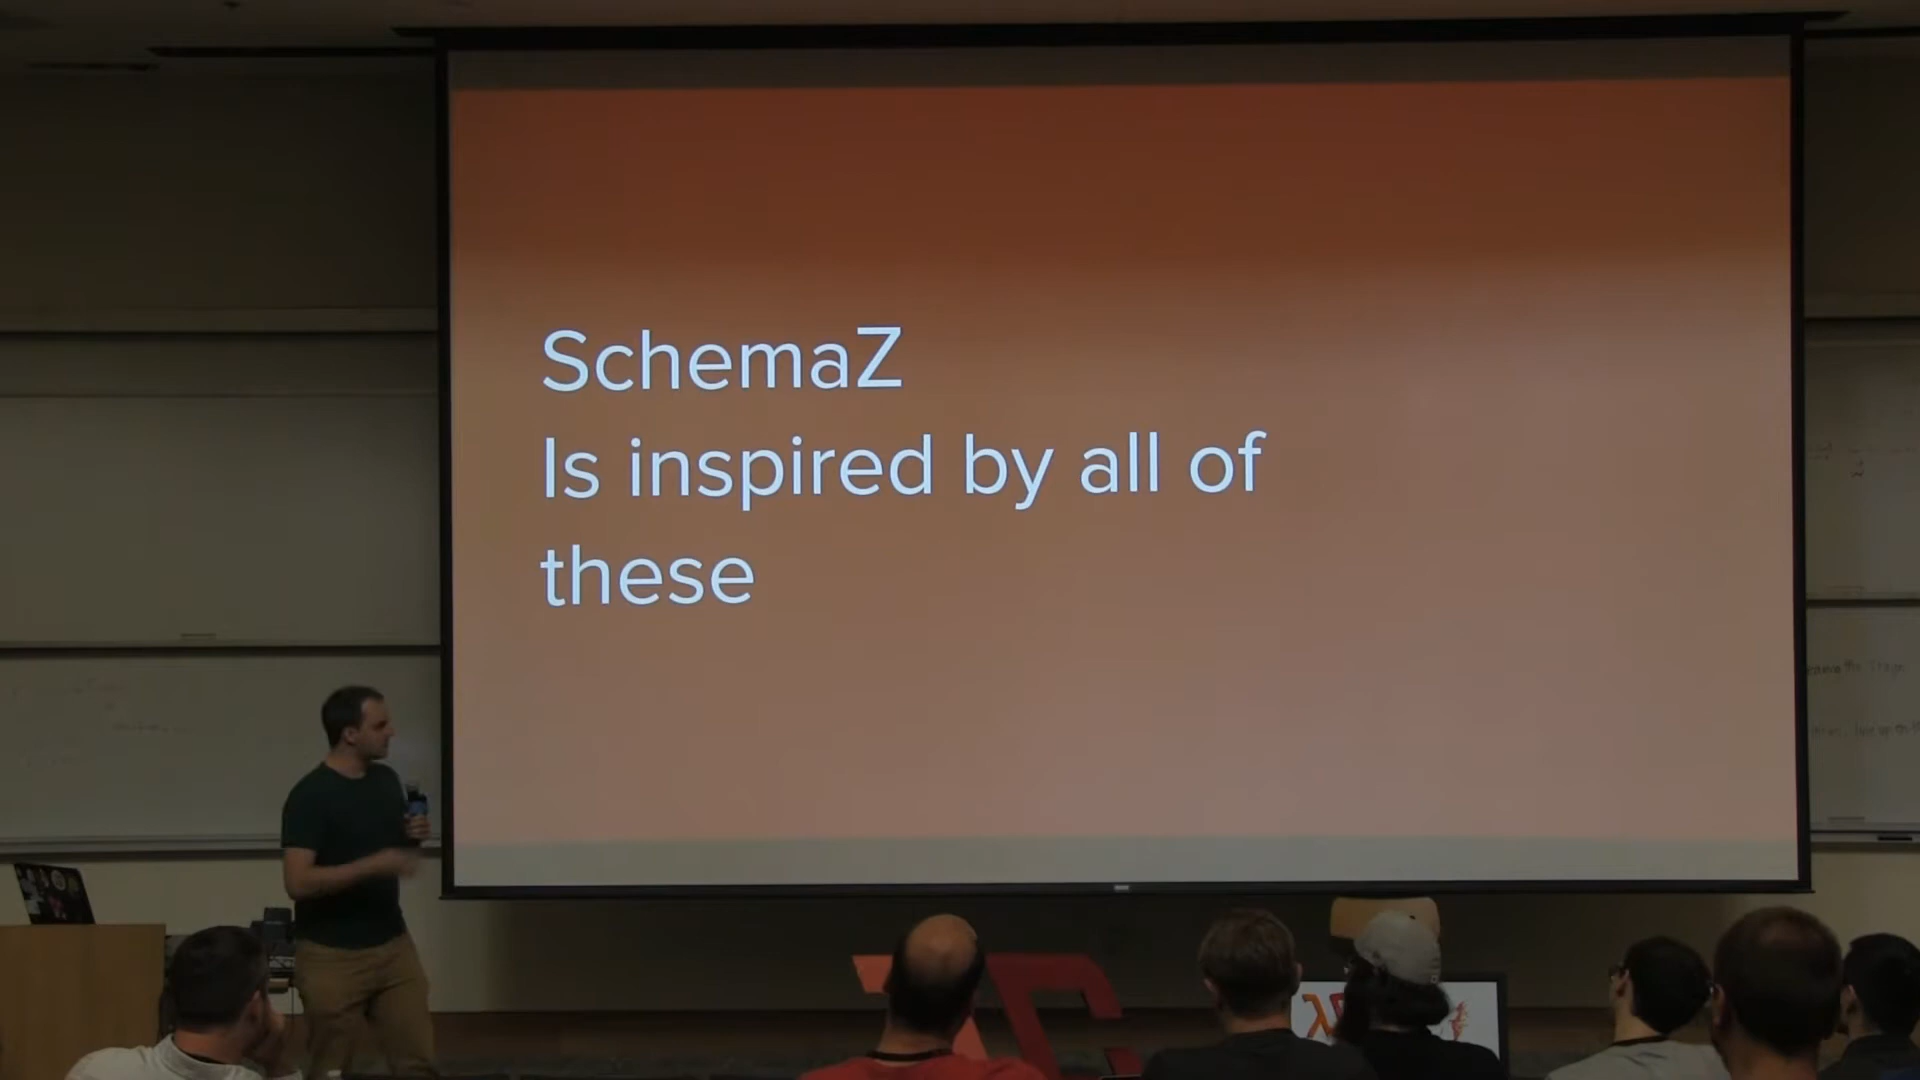 SchemaZ
Is inspired by all of
these